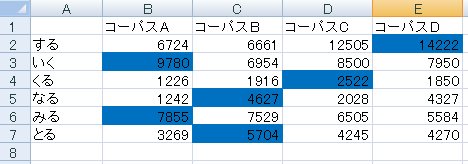 A B C D E
1 コーパスA コーパスB コーパスC コーパスD
2 する 6724 6661 12505 14222
3 いく 9780 6954 8500 7950
4 くる 1226 1916 2522 1850
5 なる 1242 4627 2028 4327
6 みる 7855 7529 6505 5584
7 とる 3269 5704 4245 4270
8